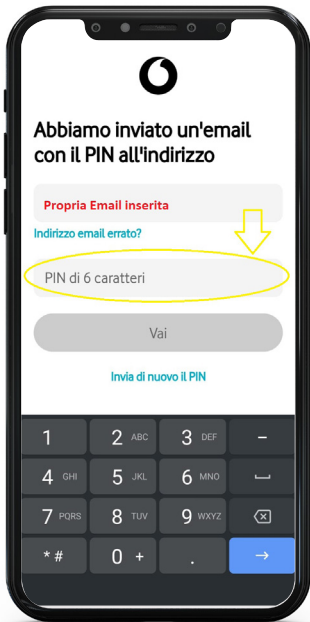 Abbiamo inviato un'email
con il PIN all'indirizzo
Propria Email inserita
Indirizzo email errato?
PIN di 6 caratteri
Vai
Invia di nuovo il PIN
1 2 ABC 3 DEF -
4 GHI 5 JKL 6 MNO
7 PQRS 8 TUV 9 WXYZ
* # 0 + .